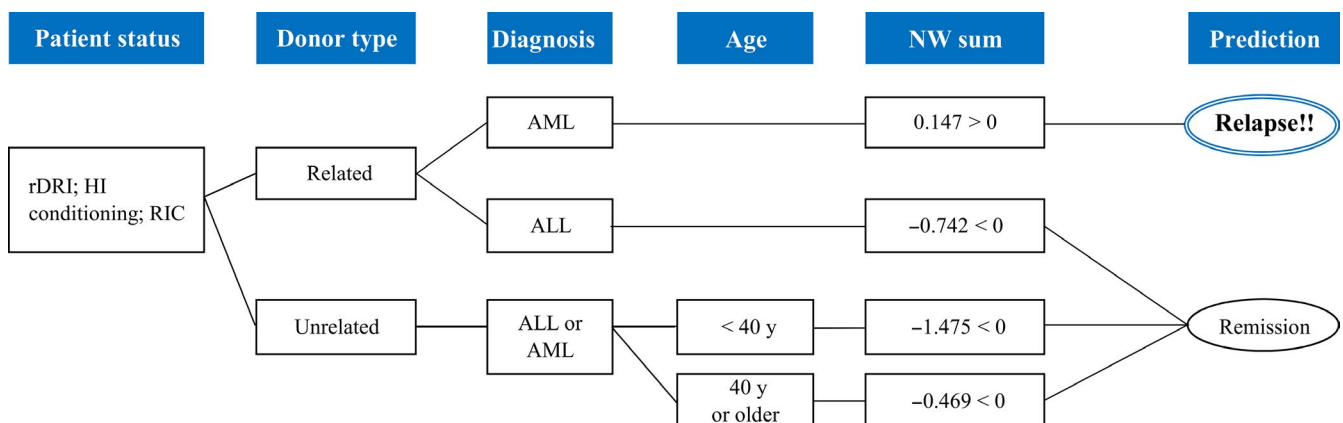 Patient status
Donor type
Diagnosis
Age
NW sum
Prediction
AML
0.147 > 0
Relapse!!
rDRI; HI
conditioning; RIC
Related
ALL
−0.742 < 0
Unrelated
ALL or
AML
< 40 y
−1.475 < 0
Remission
40 y
or older
−0.469 < 0